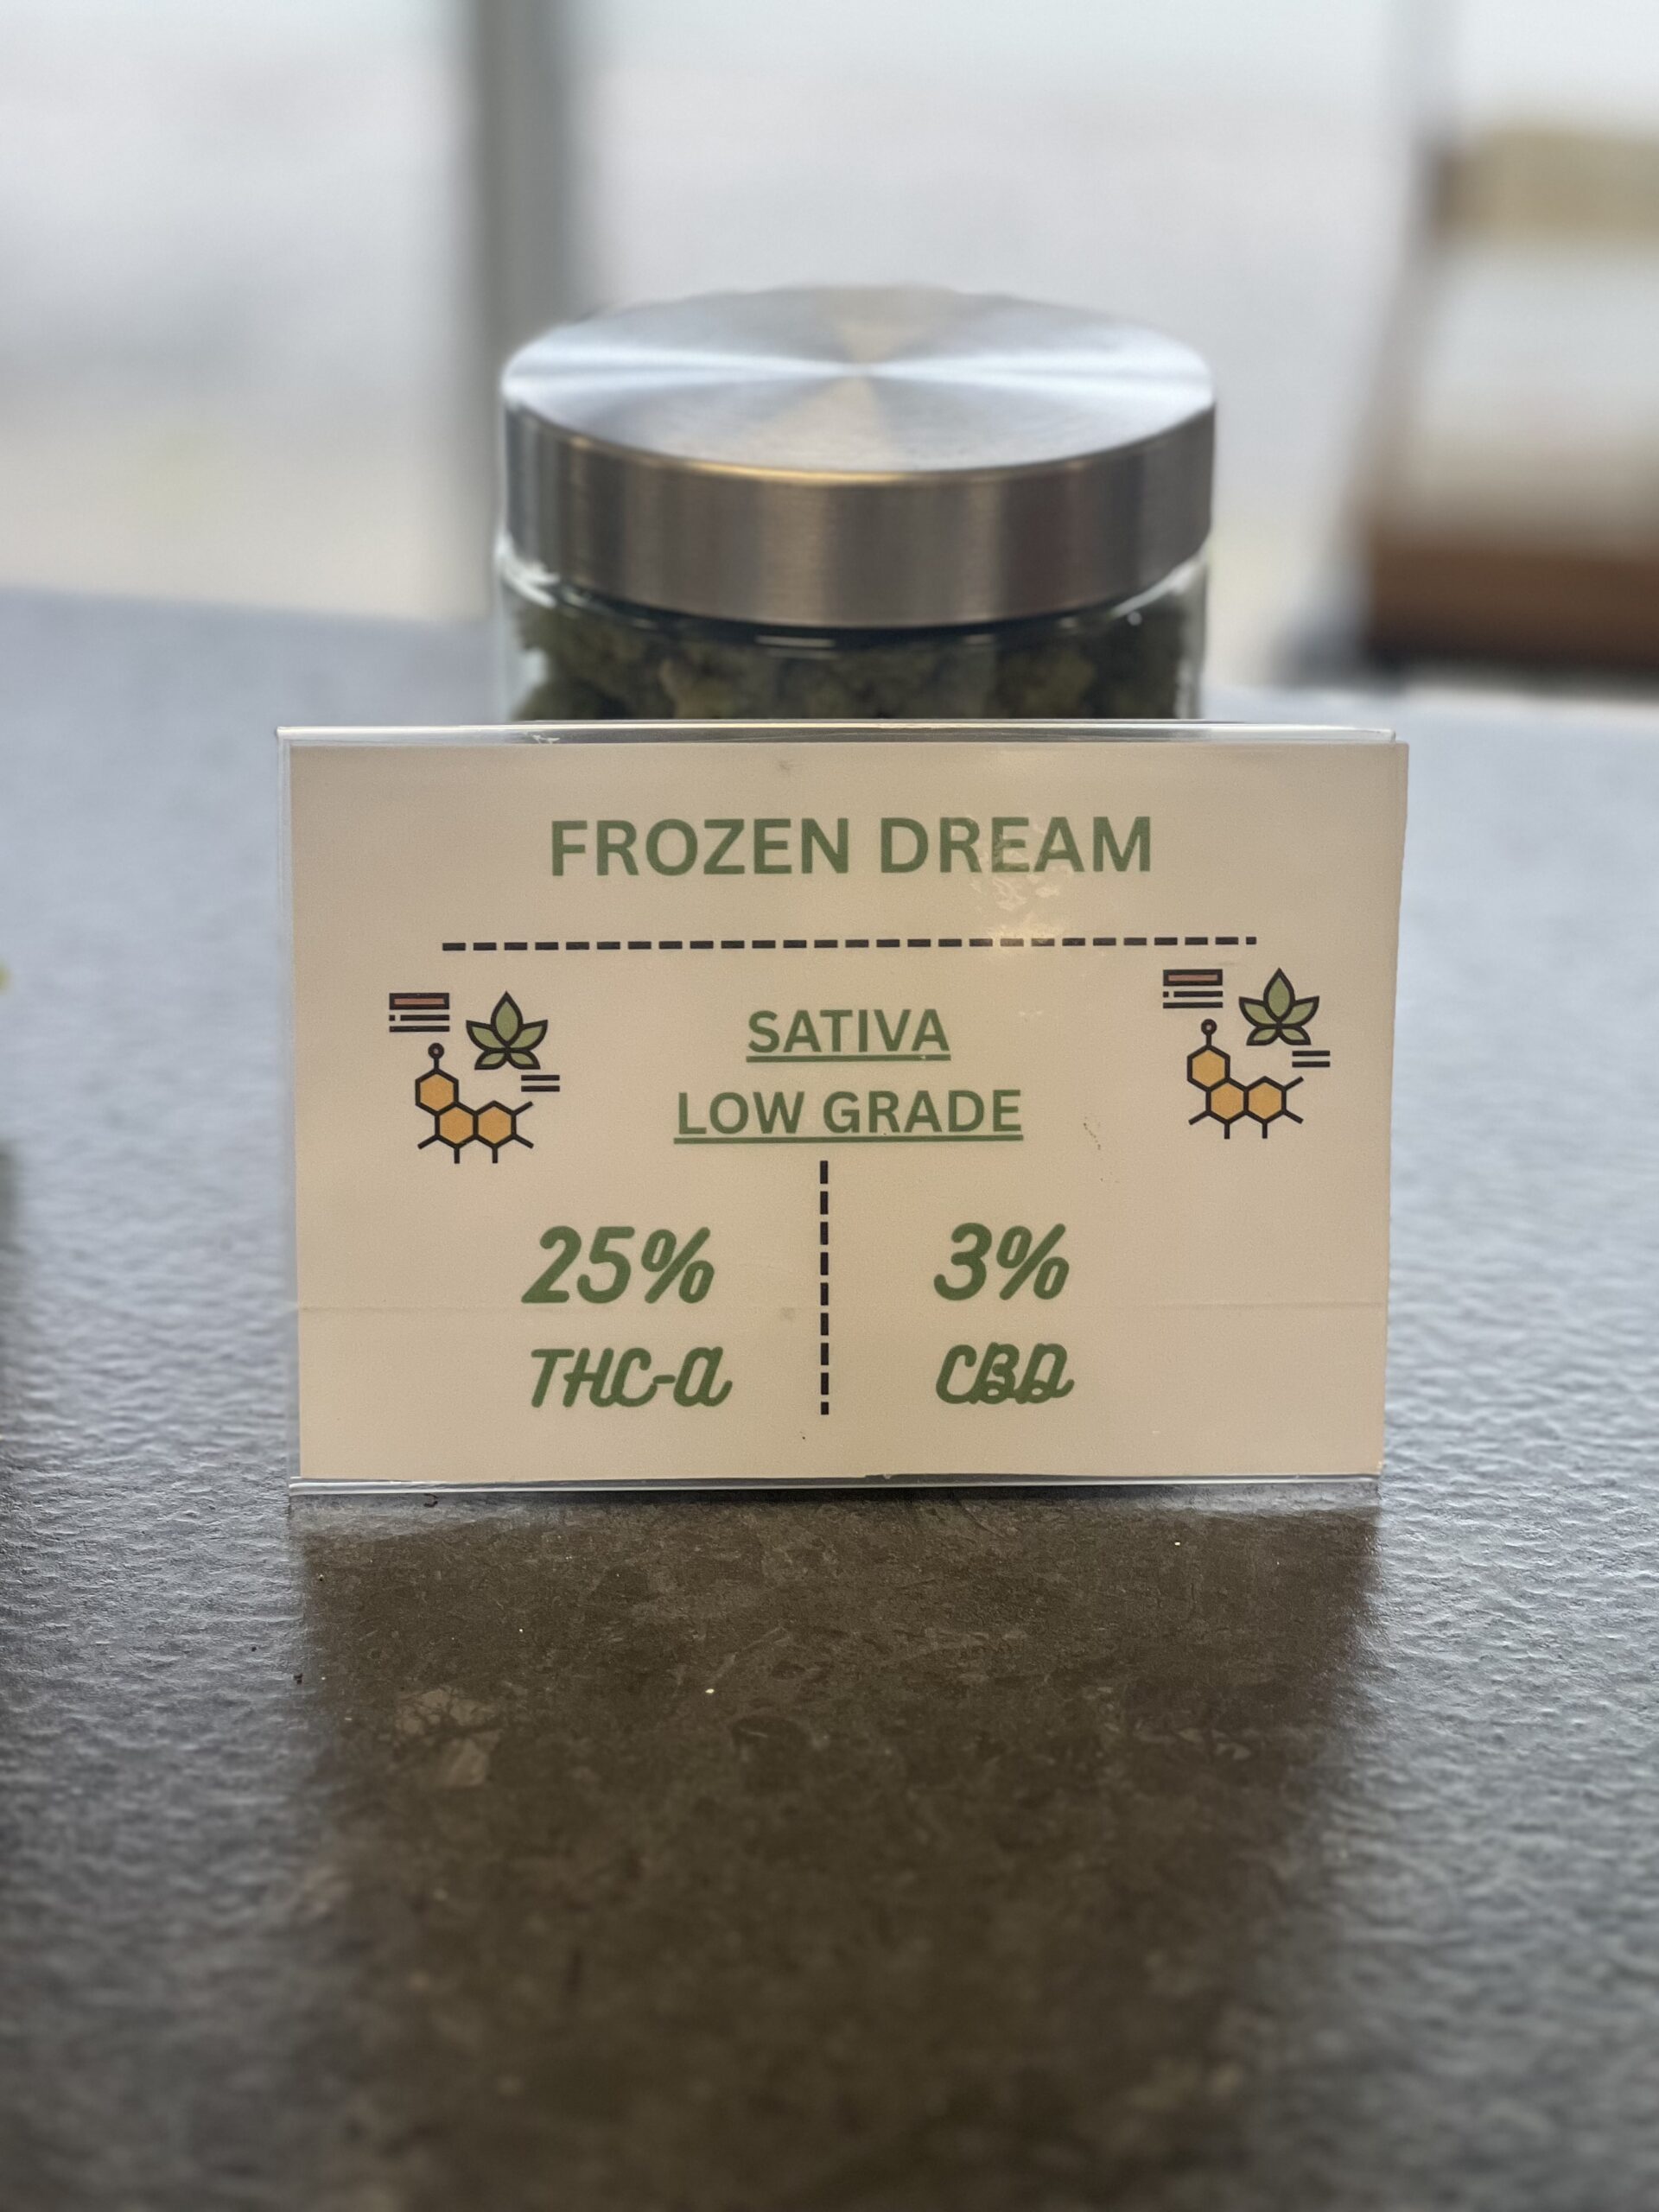 FROZEN DREAM
SATIVA
LOW GRADE
25%
THC-a
3%
CBD